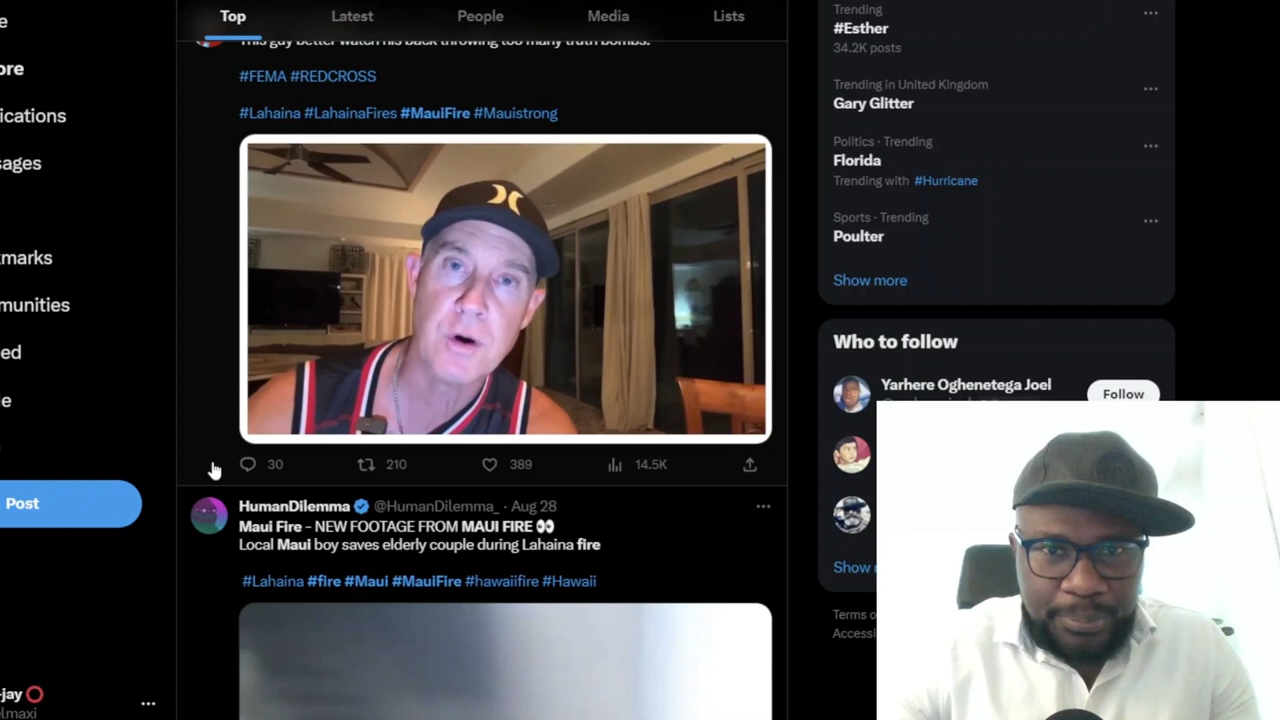 Top
Latest
People
Media
Lists
This guy better watch his back throwing too many truth bombs.
#FEMA #REDCROSS
#Lahaina #LahainaFires #MauiFire #Mauistrong
30
210
389
14.5K
HumanDilemma @HumanDilemma_ · Aug 28
Maui Fire – NEW FOOTAGE FROM MAUI FIRE 👀
Local Maui boy saves elderly couple during Lahaina fire
#Lahaina #fire #Maui #MauiFire #hawaiifire #Hawaii
e
ore
ications
sages
kmarks
munities
ed
e
Post
-jay
elmaxi
Trending
#Esther
34.2K posts
Trending in United Kingdom
Gary Glitter
Politics · Trending
Florida
Trending with #Hurricane
Sports · Trending
Poulter
Show more
Who to follow
Yarhere Oghenetega Joel
Follow
Show
Terms o
Accessi